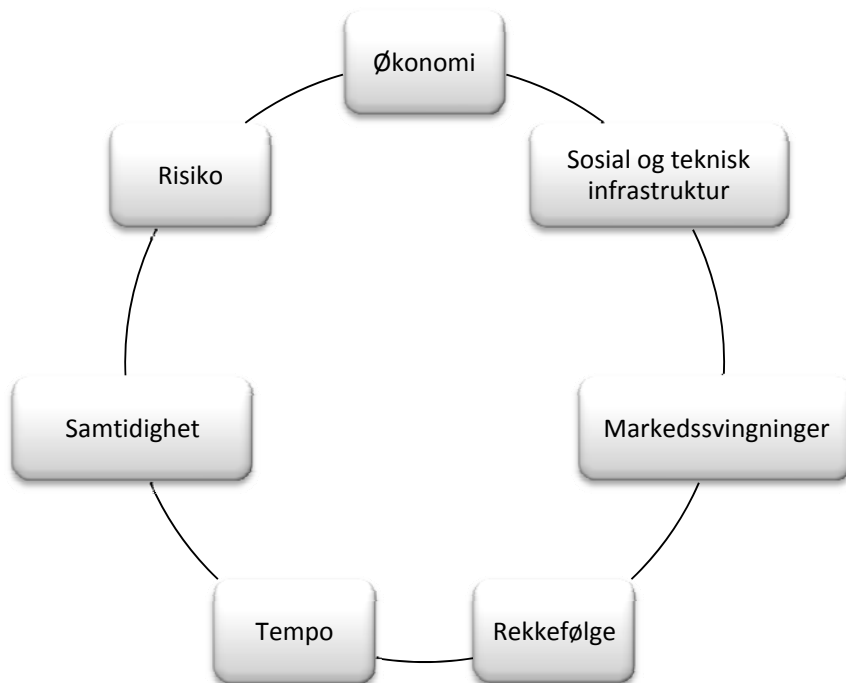 Økonomi
Sosial og teknisk
infrastruktur
Markedssvingninger
Rekkefølge
Tempo
Samtidighet
Risiko